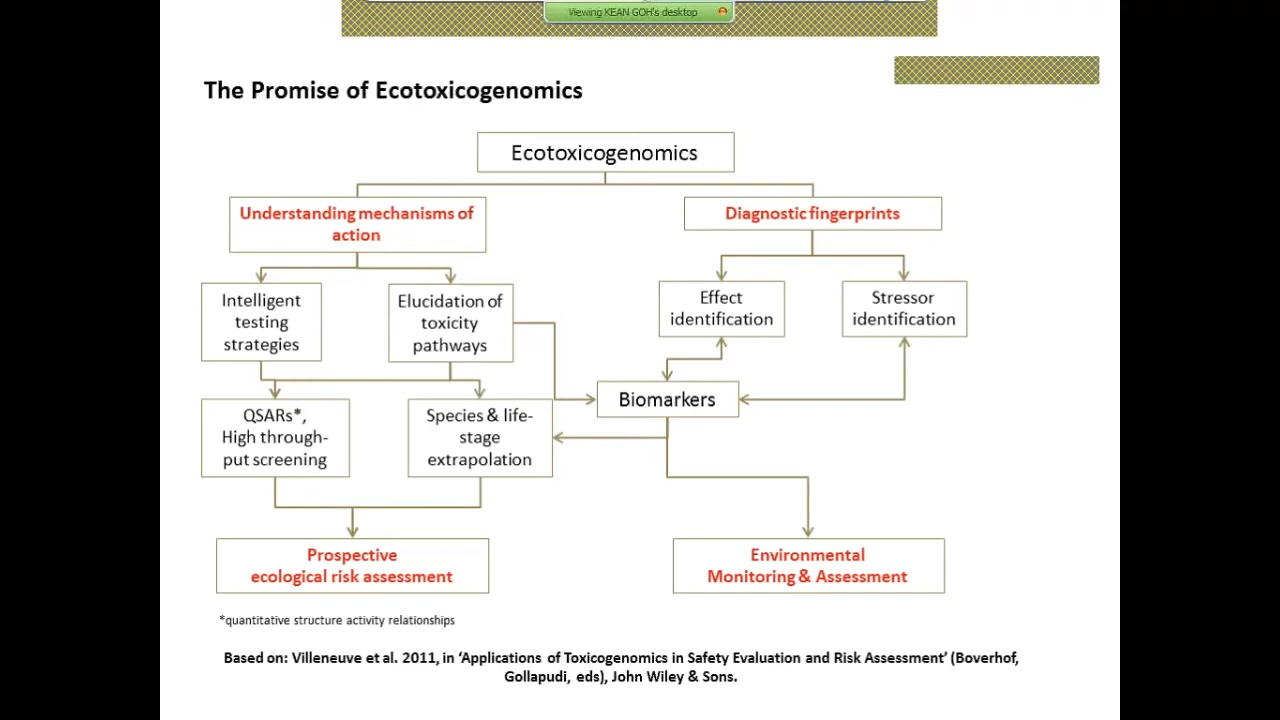 Viewing KEAN GOH's desktop
The Promise of Ecotoxicogenomics
Ecotoxicogenomics
Understanding mechanisms of
action
Diagnostic fingerprints
Intelligent
testing
strategies
Elucidation of
toxicity
pathways
Effect
identification
Stressor
identification
Biomarkers
QSARs*,
High through-
put screening
Species & life-
stage
extrapolation
Prospective
ecological risk assessment
Environmental
Monitoring & Assessment
*quantitative structure activity relationships
Based on: Villeneuve et al. 2011, in ‘Applications of Toxicogenomics in Safety Evaluation and Risk Assessment’ (Boverhof,
Gollapudi, eds), John Wiley & Sons.